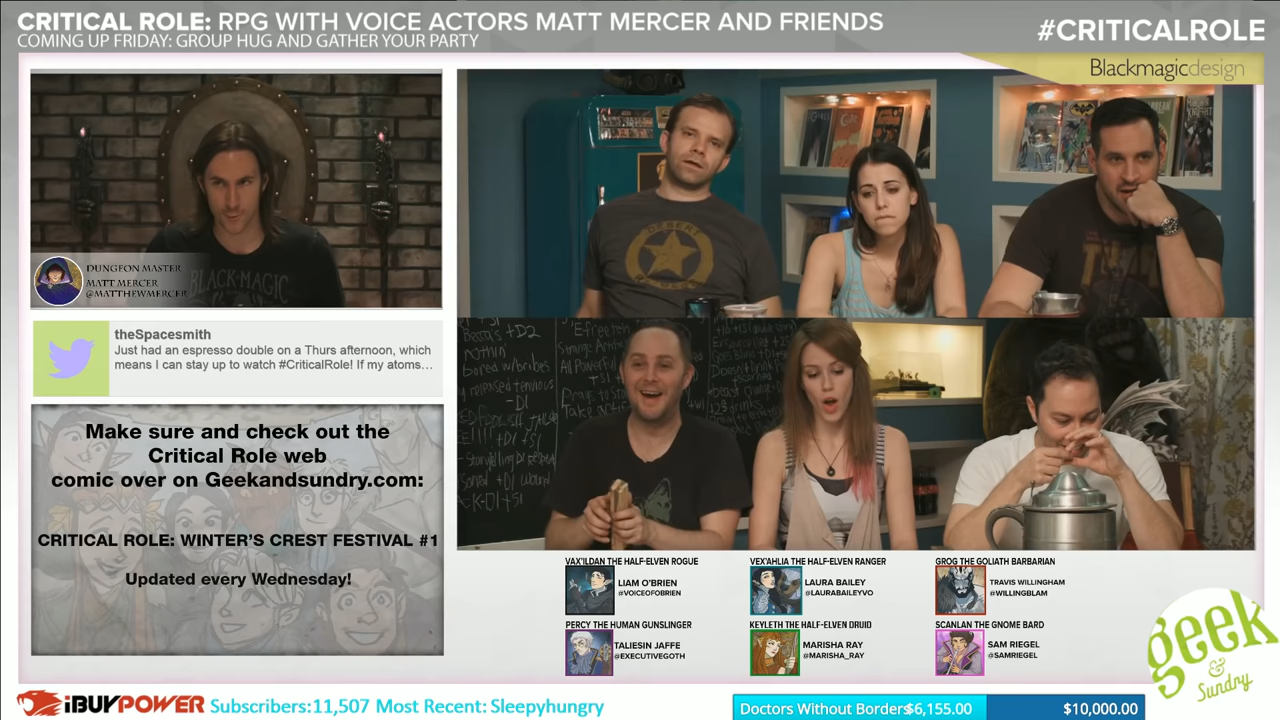 CRITICAL ROLE: RPG WITH VOICE ACTORS MATT MERCER AND FRIENDS
COMING UP FRIDAY: GROUP HUG AND GATHER YOUR PARTY
#CRITICALROLE
Blackmagicdesign
BLACK-MAGIC
DUNGEON MASTER
MATT MERCER
@MATTHEWMERCER
DESERT
theSpacesmith
Just had an espresso double on a Thurs afternoon, which
means I can stay up to watch #CriticalRole! If my atoms…
Make sure and check out the
Critical Role web
comic over on Geekandsundry.com:
CRITICAL ROLE: WINTER'S CREST FESTIVAL #1
Updated every Wednesday!
VAX'ILDAN THE HALF-ELVEN ROGUE
LIAM O'BRIEN
@VOICEOFOBRIEN
VEX'AHLIA THE HALF-ELVEN RANGER
LAURA BAILEY
@LAURABAILEYVO
GROG THE GOLIATH BARBARIAN
TRAVIS WILLINGHAM
@WILLINGBLAM
PERCY THE HUMAN GUNSLINGER
TALIESIN JAFFE
@EXECUTIVEGOTH
KEYLETH THE HALF-ELVEN DRUID
MARISHA RAY
@MARISHA_RAY
SCANLAN THE GNOME BARD
SAM RIEGEL
@SAMRIEGEL
geek
&
Sundry
iBUYPOWER
Subscribers:11,507 Most Recent: Sleepyhungry
Doctors Without Borders$6,155.00
$10,000.00